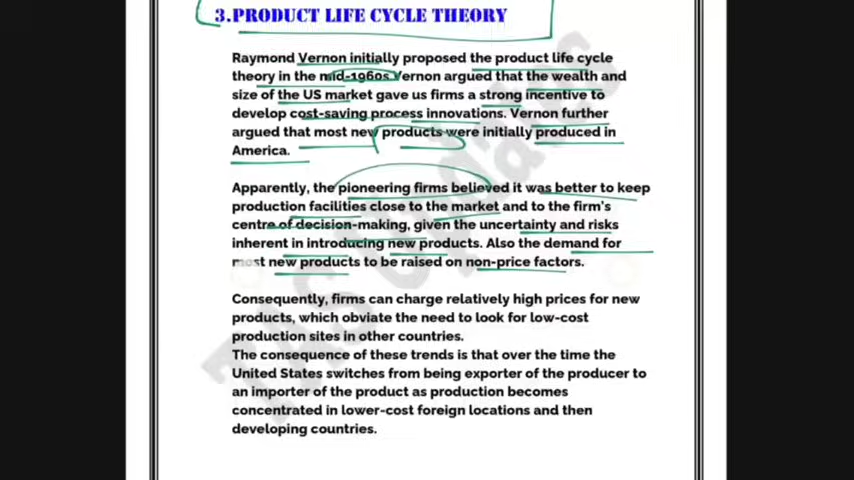 3.PRODUCT LIFE CYCLE THEORY
Raymond Vernon initially proposed the product life cycle
theory in the mid-1960s Vernon argued that the wealth and
size of the US market gave us firms a strong incentive to
develop cost-saving process innovations. Vernon further
argued that most new products were initially produced in
America.
Apparently, the pioneering firms believed it was better to keep
production facilities close to the market and to the firm's
centre of decision-making, given the uncertainty and risks
inherent in introducing new products. Also the demand for
most new products to be raised on non-price factors.
Consequently, firms can charge relatively high prices for new
products, which obviate the need to look for low-cost
production sites in other countries.
The consequence of these trends is that over the time the
United States switches from being exporter of the producer to
an importer of the product as production becomes
concentrated in lower-cost foreign locations and then
developing countries.